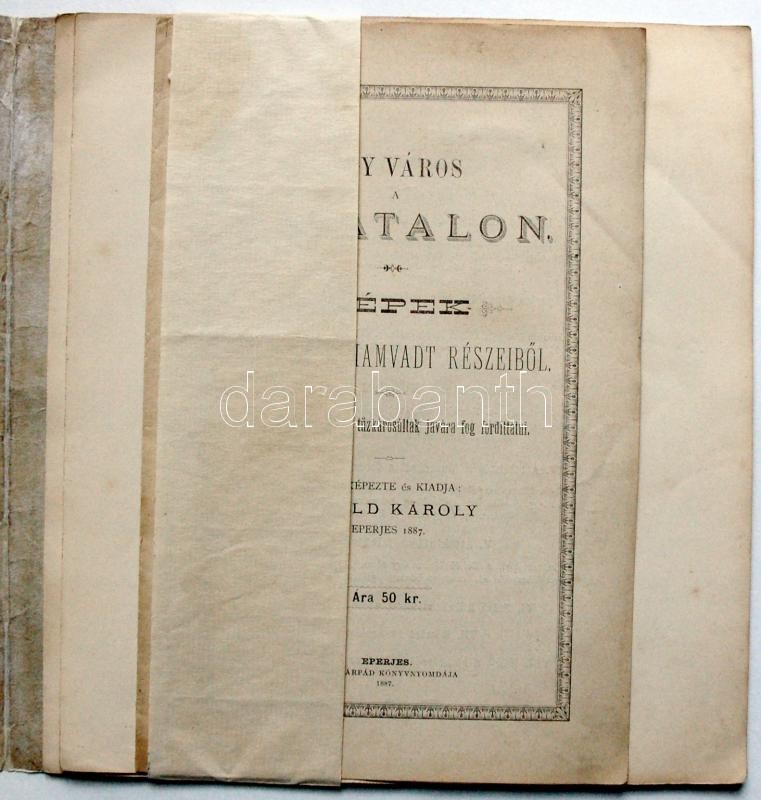 Y VÁROS
A
ATALON.
ÉPEK
HAMVADT RÉSZEIBŐL.
darabanth
tűzkárosúltak javára fog fordíttatni.
KÉPEZTE és KIADJA:
LD KÁROLY
EPERJES 1887.
Ára 50 kr.
EPERJES.
ÁRPÁD KÖNYVNYOMDÁJA
1887.